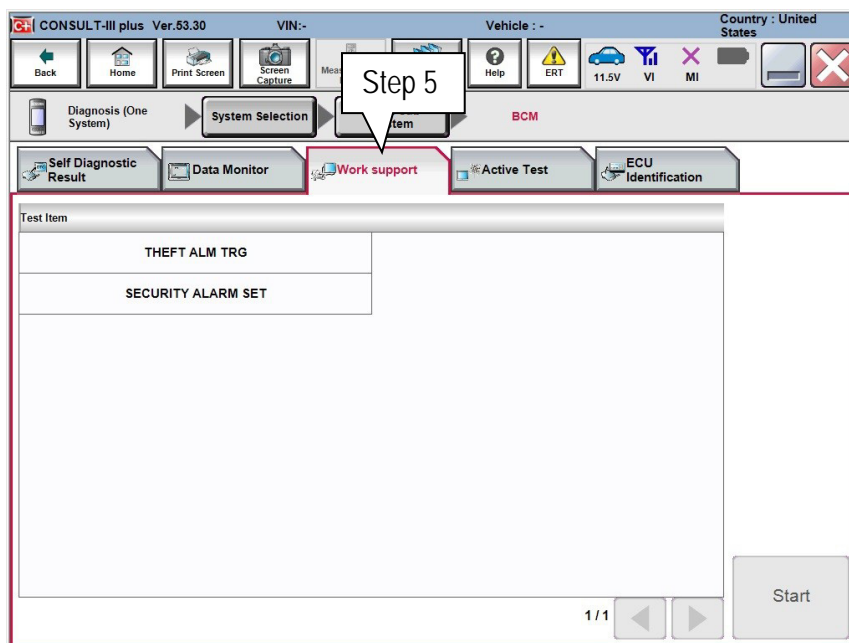 C+ CONSULT-III plus Ver.53.30 VIN:- Vehicle : - Country : United
States
Back Home Print Screen Screen
Capture Help ERT 11.5V VI MI
Step 5
Diagnosis (One
System) System Selection BCM
Self Diagnostic
Result Data Monitor Work support Active Test ECU
Identification
Test Item
THEFT ALM TRG
SECURITY ALARM SET
1/1 Start